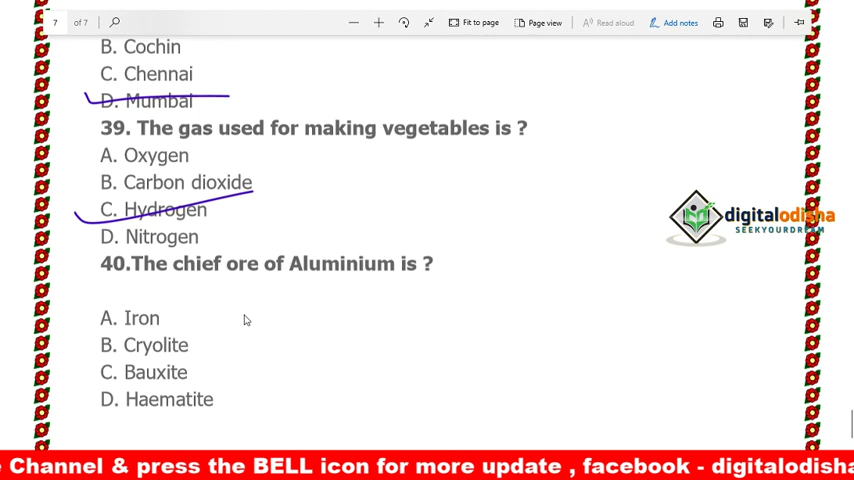 7 of 7 Fit to page Page view Read aloud Add notes
B. Cochin
C. Chennai
D. Mumbai
39. The gas used for making vegetables is ?
A. Oxygen
B. Carbon dioxide
C. Hydrogen
D. Nitrogen
digitalodisha
SEEKYOURDREAM
40.The chief ore of Aluminium is ?
A. Iron
B. Cryolite
C. Bauxite
D. Haematite
e Channel & press the BELL icon for more update , facebook - digitalodisha